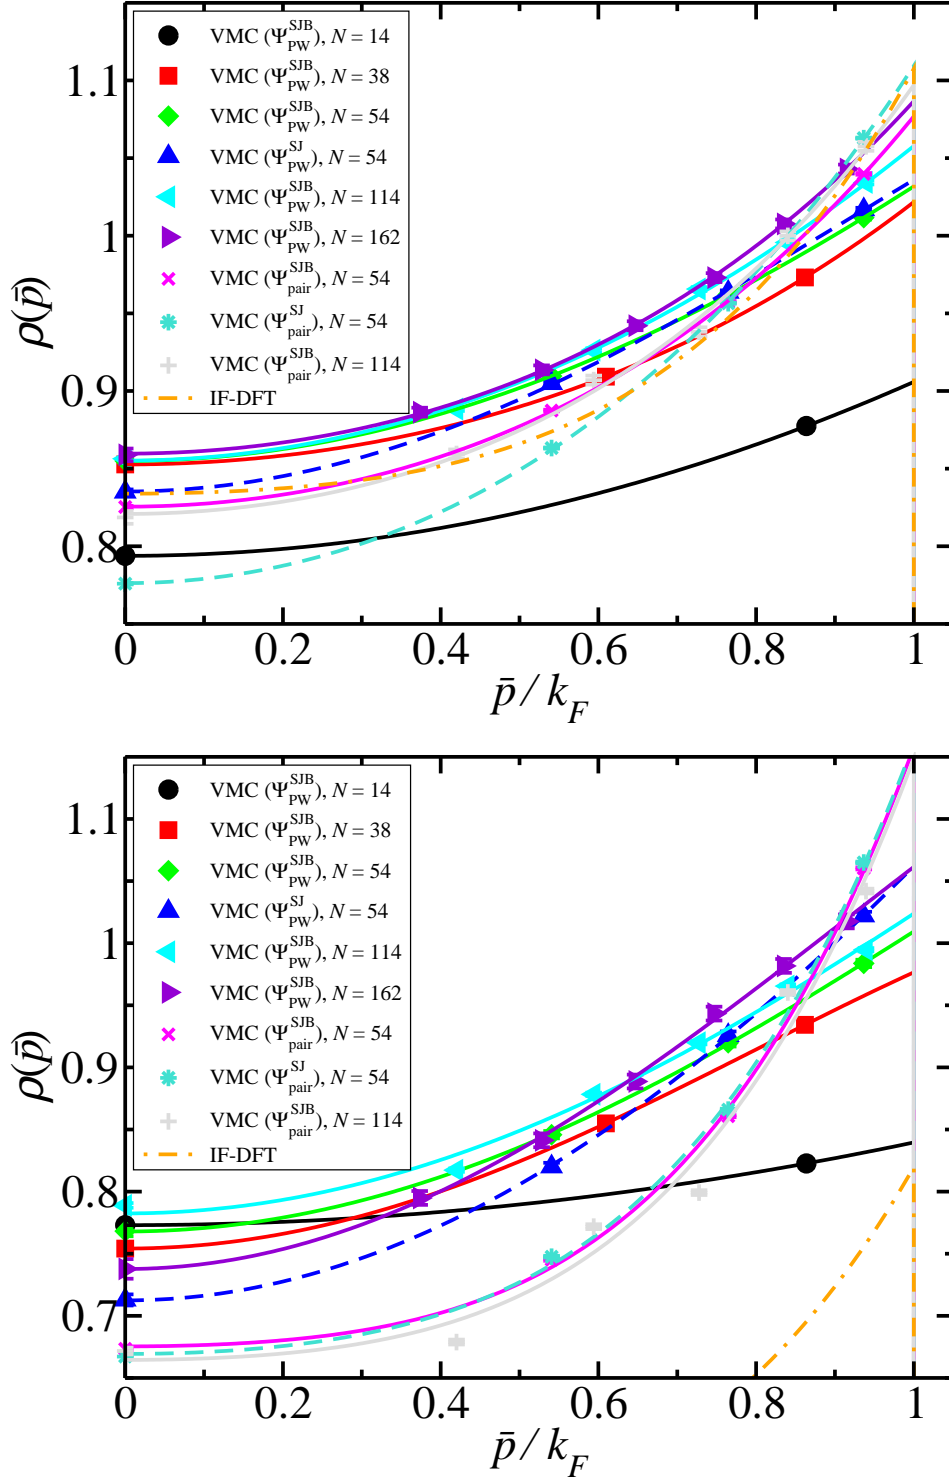 VMC (Ψ_PW^SJB), N = 14
VMC (Ψ_PW^SJB), N = 38
VMC (Ψ_PW^SJB), N = 54
VMC (Ψ_PW^SJ), N = 54
VMC (Ψ_PW^SJB), N = 114
VMC (Ψ_PW^SJB), N = 162
VMC (Ψ_pair^SJB), N = 54
VMC (Ψ_pair^SJ), N = 54
VMC (Ψ_pair^SJB), N = 114
IF-DFT
1.1
1
0.9
0.8
ρ(p̄)
0 0.2 0.4 0.6 0.8 1
p̄ / k_F
VMC (Ψ_PW^SJB), N = 14
VMC (Ψ_PW^SJB), N = 38
VMC (Ψ_PW^SJB), N = 54
VMC (Ψ_PW^SJ), N = 54
VMC (Ψ_PW^SJB), N = 114
VMC (Ψ_PW^SJB), N = 162
VMC (Ψ_pair^SJB), N = 54
VMC (Ψ_pair^SJ), N = 54
VMC (Ψ_pair^SJB), N = 114
IF-DFT
1.1
1
0.9
0.8
0.7
ρ(p̄)
0 0.2 0.4 0.6 0.8 1
p̄ / k_F